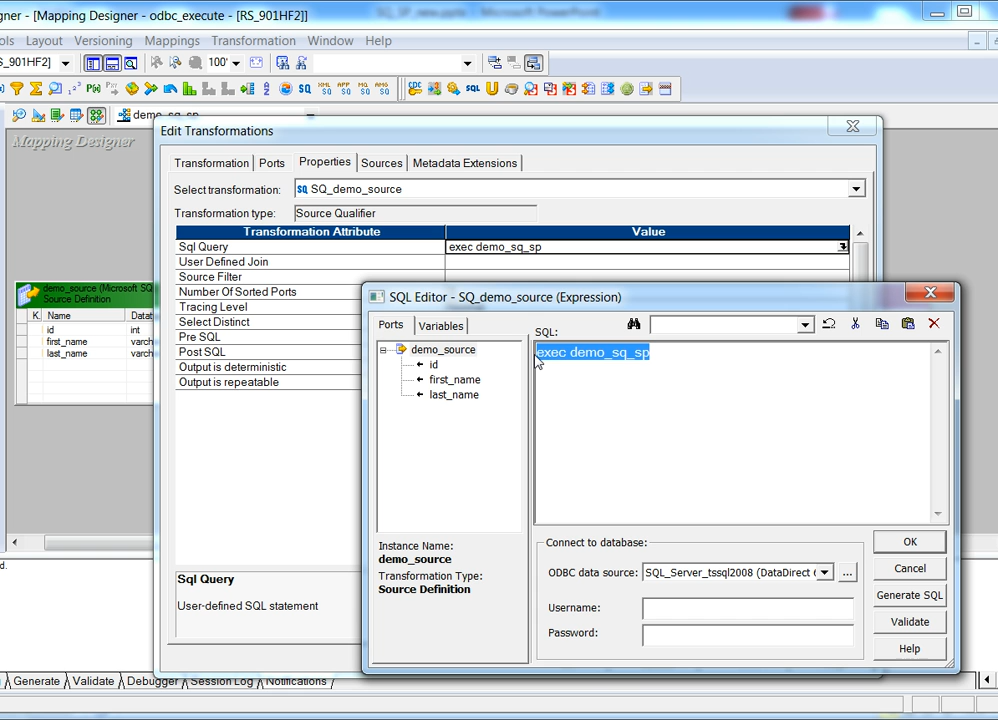 gner - [Mapping Designer - odbc_execute - [RS_901HF2]]
ols Layout Versioning Mappings Transformation Window Help
S_901HF2] 100'
demo_sq_sp
Mapping Designer
Edit Transformations
Transformation Ports Properties Sources Metadata Extensions
Select transformation: SQ SQ_demo_source
Transformation type: Source Qualifier
Transformation Attribute Value
Sql Query exec demo_sq_sp
User Defined Join
Source Filter
Number Of Sorted Ports
Tracing Level
Select Distinct
Pre SQL
Post SQL
Output is deterministic
Output is repeatable
Sql Query
User-defined SQL statement
demo_source (Microsoft SQ
Source Definition
K. Name Datat
id int
first_name varch
last_name varch
SQL Editor - SQ_demo_source (Expression)
Ports Variables
demo_source
id
first_name
last_name
SQL:
exec demo_sq_sp
Instance Name:
demo_source
Transformation Type:
Source Definition
Connect to database:
ODBC data source: SQL_Server_tssql2008 (DataDirect
Username:
Password:
...
OK
Cancel
Generate SQL
Validate
Help
d.
Generate Validate Debugger Session Log Notifications